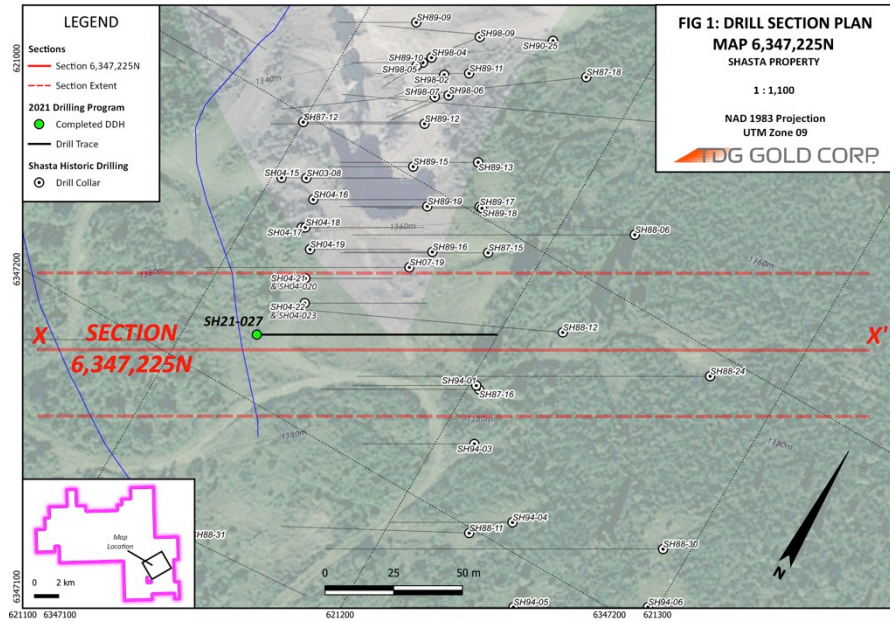 LEGEND
Sections
Section 6,347,225N
Section Extent
2021 Drilling Program
Completed DDH
Drill Trace
Shasta Historic Drilling
Drill Collar
FIG 1: DRILL SECTION PLAN
MAP 6,347,225N
SHASTA PROPERTY
1 : 1,100
NAD 1983 Projection
UTM Zone 09
TDG GOLD CORP.
SH89-09
SH98-09
SH90-25
SH98-04
SH89-10
SH98-05
SH89-11
SH98-02
SH87-18
1340m
SH98-07
SH98-06
SH87-12
SH89-12
SH89-15
SH89-13
SH04-15
SH03-08
SH04-16
SH89-19
SH89-17
SH89-18
SH04-18
SH04-17
1360m
SH88-06
SH04-19
SH89-16
SH87-15
SH07-19
1360m
1380m
SH04-21
& SH04-020
SH04-22
& SH04-023
SH21-027
SH88-12
X
SECTION
6,347,225N
X'
SH94-01
SH88-24
SH87-16
1380m
1380m
1380m
SH94-03
SH94-04
SH88-11
SH88-31
SH88-30
SH94-05
SH94-06
Map
Location
0 2 km
0 25 50 m
N
621000
6347200
6347100
621100 6347100
621200
6347200
621300